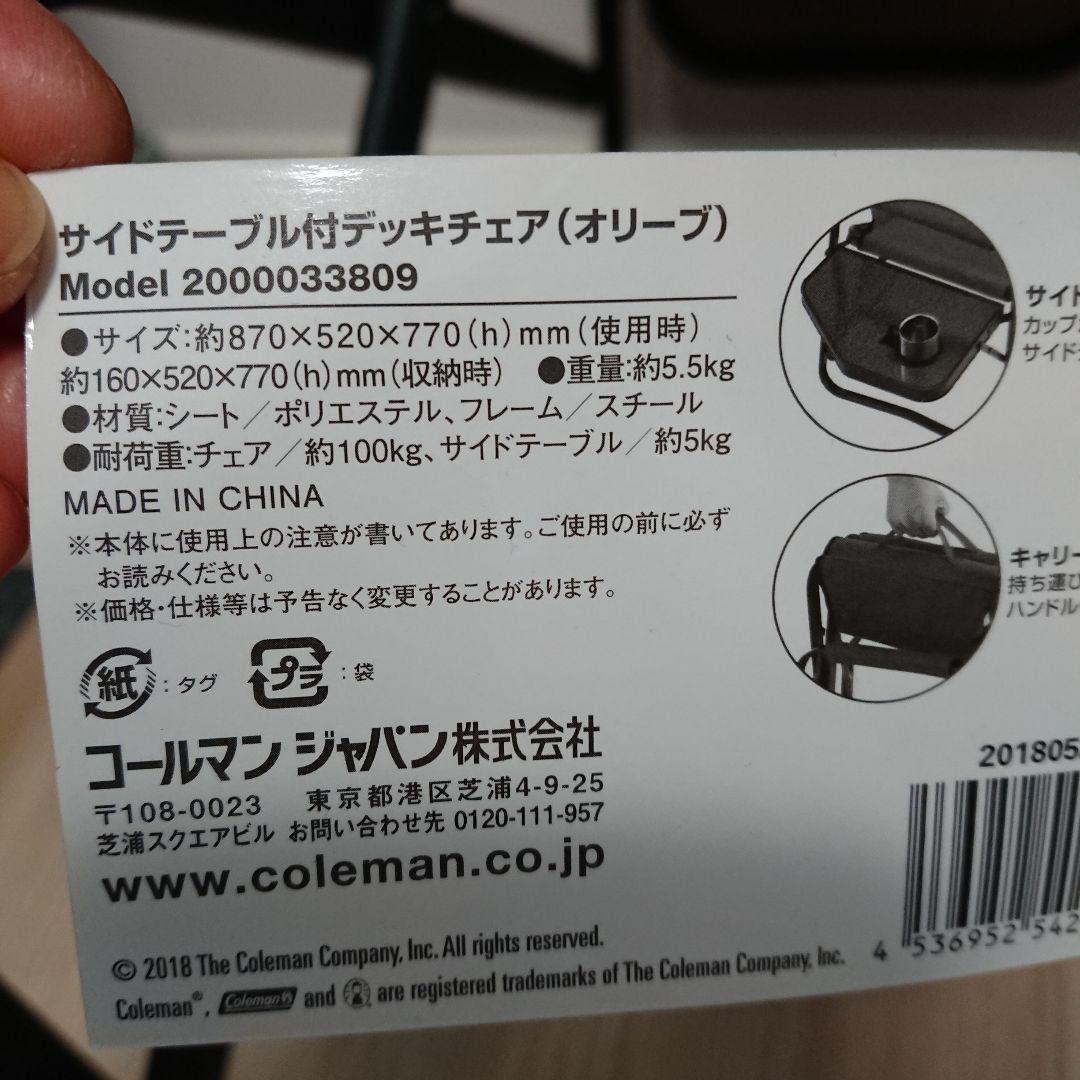 サイドテーブル付デッキチェア(オリーブ)
Model 2000033809
●サイズ:約870×520×770(h)mm(使用時)
約160×520×770(h)mm(収納時) ●重量:約5.5kg
●材質:シート/ポリエステル、フレーム/スチール
●耐荷重:チェア/約100kg、サイドテーブル/約5kg
MADE IN CHINA
※本体に使用上の注意が書いてあります。ご使用の前に必ず
お読みください。
※価格・仕様等は予告なく変更することがあります。
紙:タグ プラ:袋
コールマン ジャパン株式会社
〒108-0023 東京都港区芝浦4-9-25
芝浦スクエアビル お問い合わせ先 0120-111-957
www.coleman.co.jp
© 2018 The Coleman Company, Inc. All rights reserved.
Coleman®, Coleman® and are registered trademarks of The Coleman Company, Inc.
サイド
カップ
サイド
キャリー
持ち運び
ハンドル
201805
4 536952 542